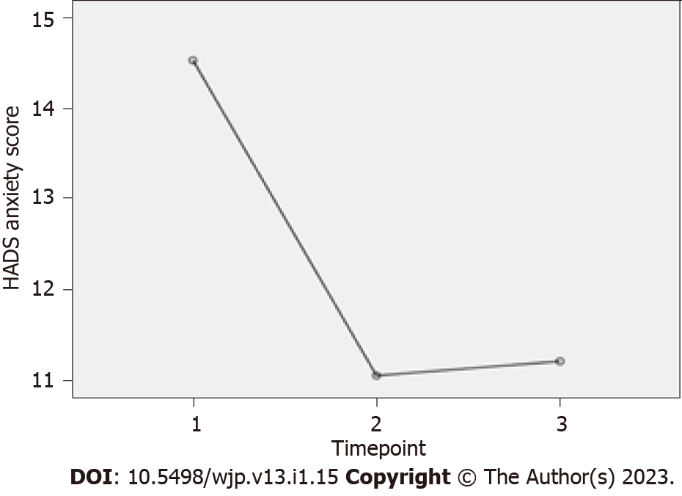 15
14
13
12
11
HADS anxiety score
1 2 3
Timepoint
DOI: 10.5498/wjp.v13.i1.15 Copyright © The Author(s) 2023.